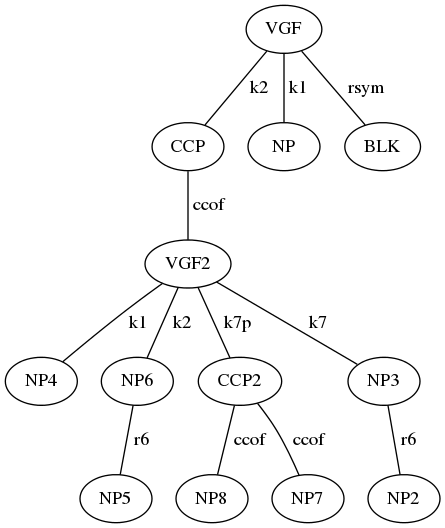 VGF
k2 k1 rsym
CCP NP BLK
ccof
VGF2
k1 k2 k7p k7
NP4 NP6 CCP2 NP3
r6 ccof ccof r6
NP5 NP8 NP7 NP2